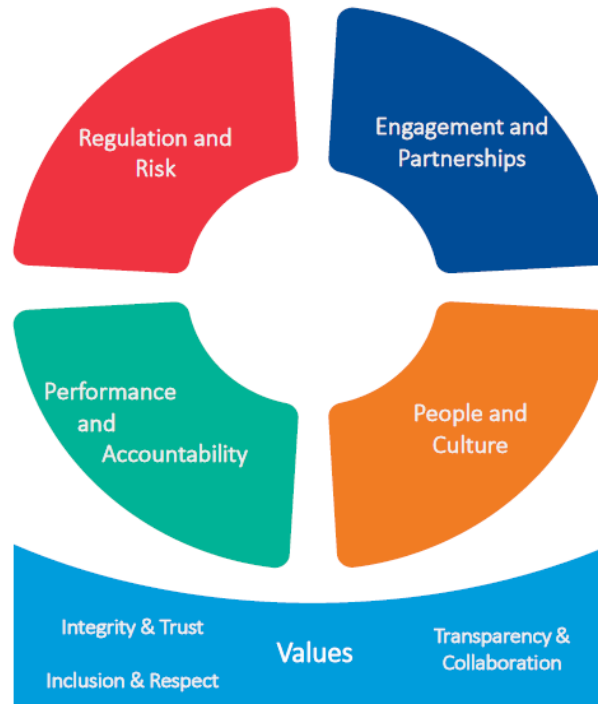 Regulation and
Risk
Engagement and
Partnerships
Performance
and
Accountability
People and
Culture
Integrity & Trust
Inclusion & Respect
Values
Transparency &
Collaboration